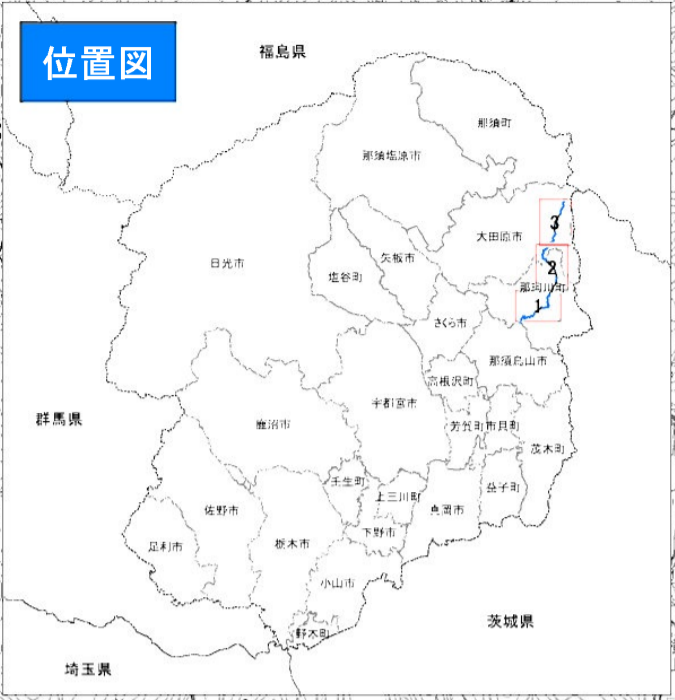 位置図
福島県
那須町
那須塩原市
大田原市
3
日光市
矢板市
塩谷町
2
那珂川町
1
さくら市
那須烏山市
高根沢町
宇都宮市
群馬県
鹿沼市
芳賀町
市貝町
茂木町
壬生町
上三川町
益子町
佐野市
真岡市
下野市
足利市
栃木市
小山市
野木町
茨城県
埼玉県